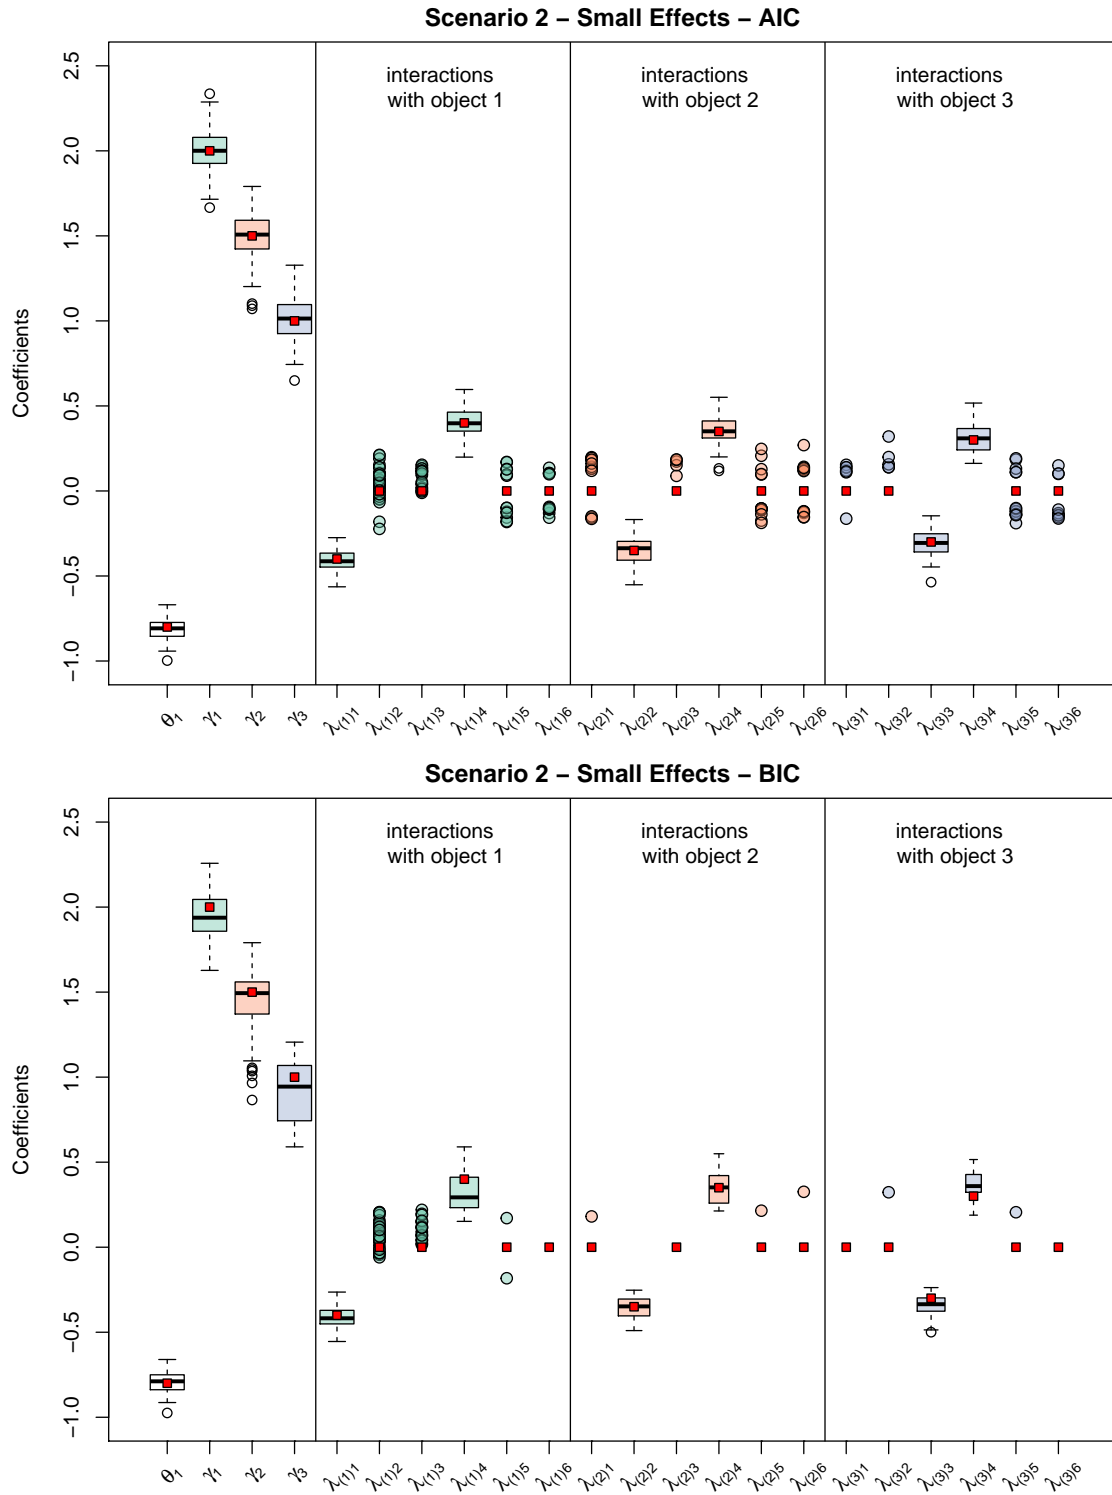 Scenario 2 − Small Effects − AIC
interactions
with object 1
interactions
with object 2
interactions
with object 3
Coefficients
2.5
2.0
1.5
1.0
0.5
0.0
−0.5
−1.0
θ1 γ1 γ2 γ3 λ(1)1 λ(1)2 λ(1)3 λ(1)4 λ(1)5 λ(1)6 λ(2)1 λ(2)2 λ(2)3 λ(2)4 λ(2)5 λ(2)6 λ(3)1 λ(3)2 λ(3)3 λ(3)4 λ(3)5 λ(3)6
Scenario 2 − Small Effects − BIC
interactions
with object 1
interactions
with object 2
interactions
with object 3
Coefficients
2.5
2.0
1.5
1.0
0.5
0.0
−0.5
−1.0
θ1 γ1 γ2 γ3 λ(1)1 λ(1)2 λ(1)3 λ(1)4 λ(1)5 λ(1)6 λ(2)1 λ(2)2 λ(2)3 λ(2)4 λ(2)5 λ(2)6 λ(3)1 λ(3)2 λ(3)3 λ(3)4 λ(3)5 λ(3)6